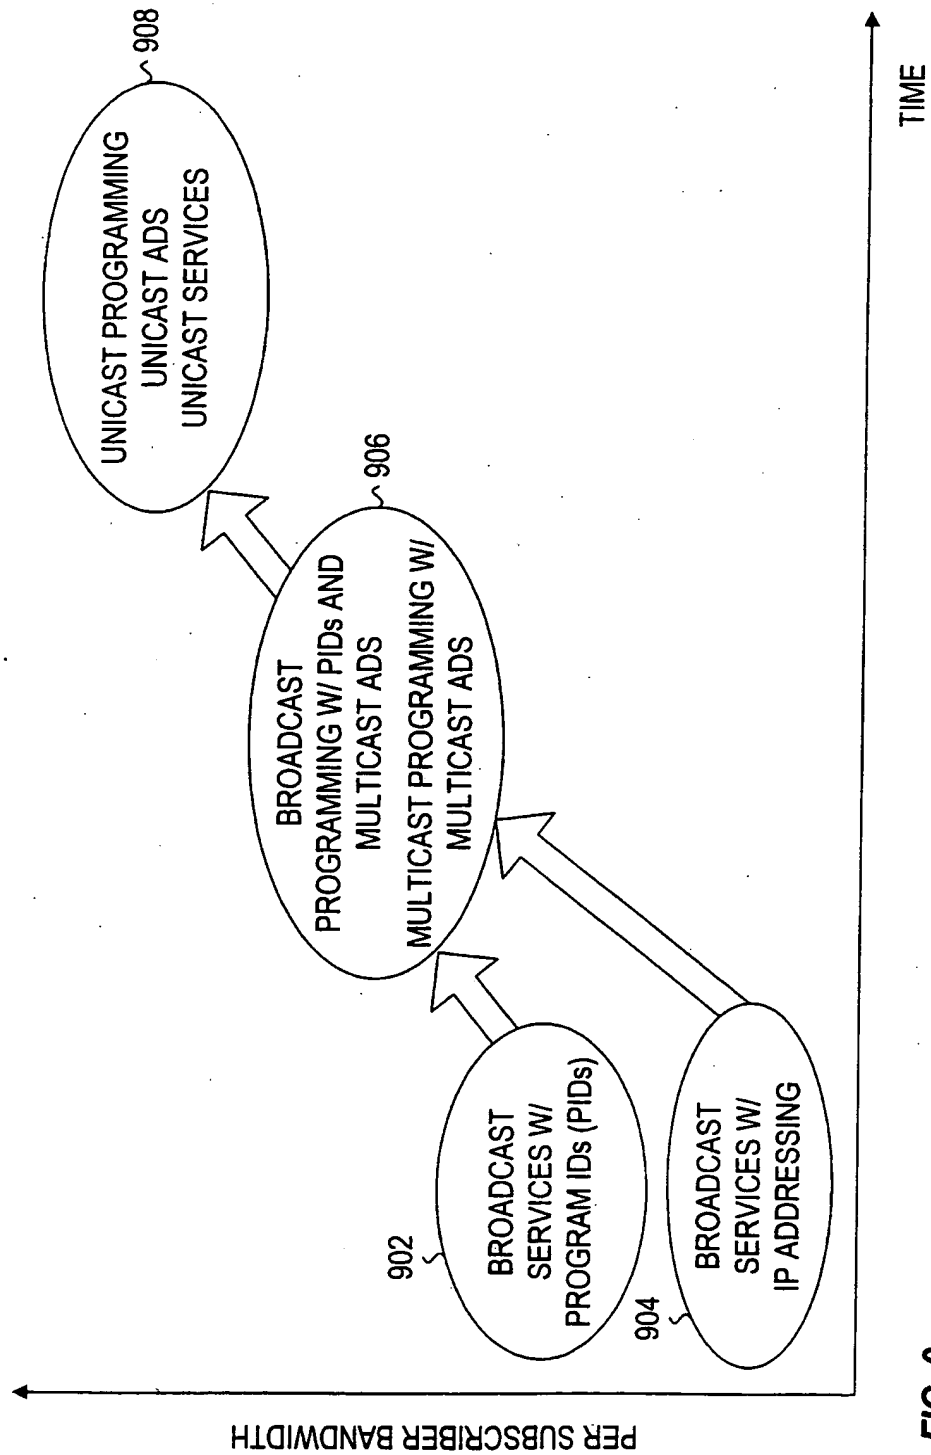 PER SUBSCRIBER BANDWIDTH
908
UNICAST PROGRAMMING
UNICAST ADS
UNICAST SERVICES
906
BROADCAST
PROGRAMMING W/ PIDs AND
MULTICAST ADS
MULTICAST PROGRAMMING W/
MULTICAST ADS
902
BROADCAST
SERVICES W/
PROGRAM IDs (PIDs)
904
BROADCAST
SERVICES W/
IP ADDRESSING
TIME
FIG.